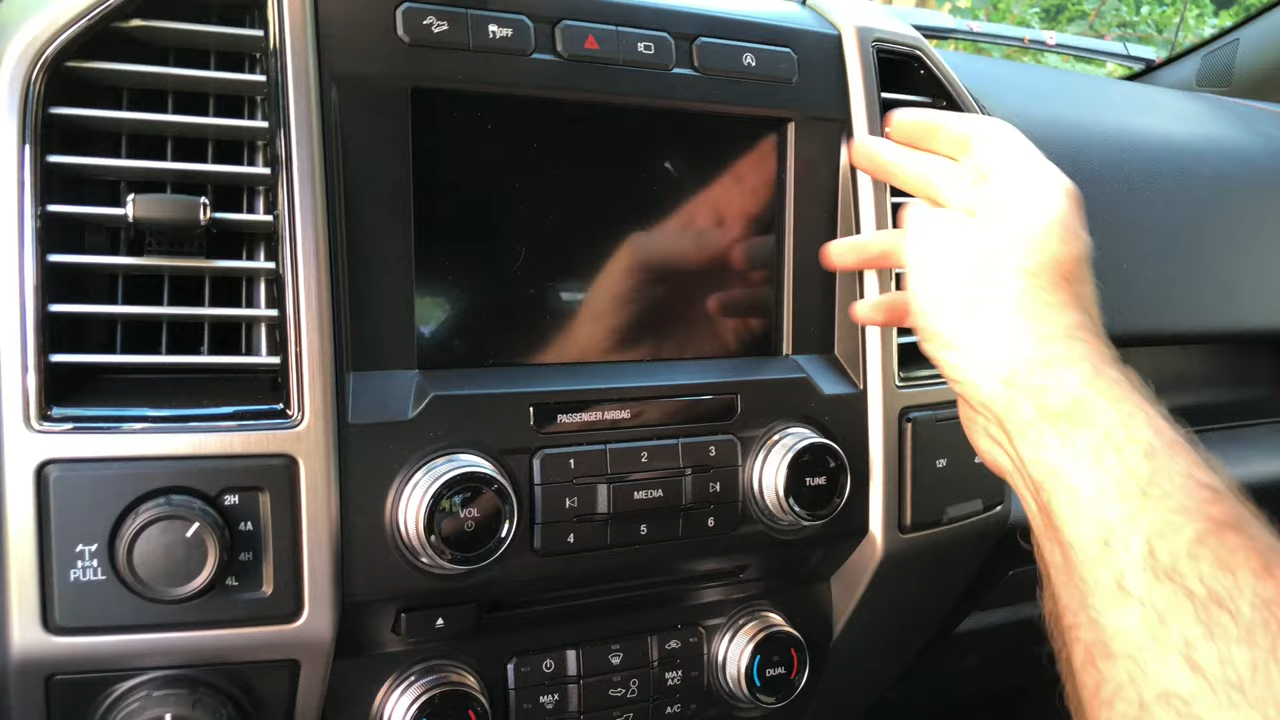 OFF
PASSENGER AIRBAG
1 2 3
MEDIA
4 5 6
VOL
TUNE
12V
2H
4A
4H
4L
PULL
MAX
MAX
A/C
A/C
DUAL